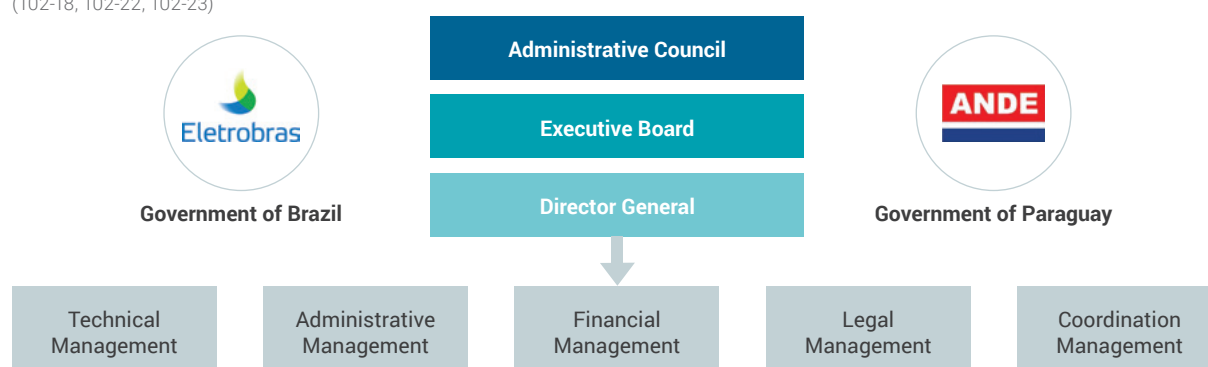 (102-18, 102-22, 102-23)
Administrative Council
Eletrobras
ANDE
Executive Board
Government of Brazil
Director General
Government of Paraguay
Technical
Management
Administrative
Management
Financial
Management
Legal
Management
Coordination
Management